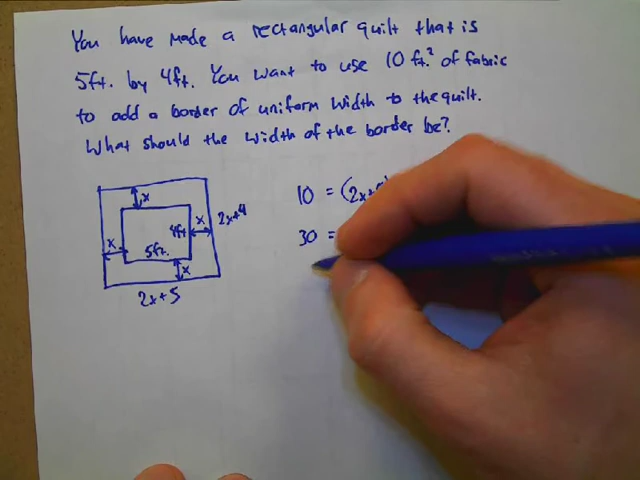 You have made a rectangular quilt that is
5ft. by 4ft. You want to use 10 ft.² of fabric
to add a border of uniform width to the quilt.
What should the width of the border be?
x
x
4ft
2x+4
x
5ft.
x
2x+5
10 = (2x+
30 =